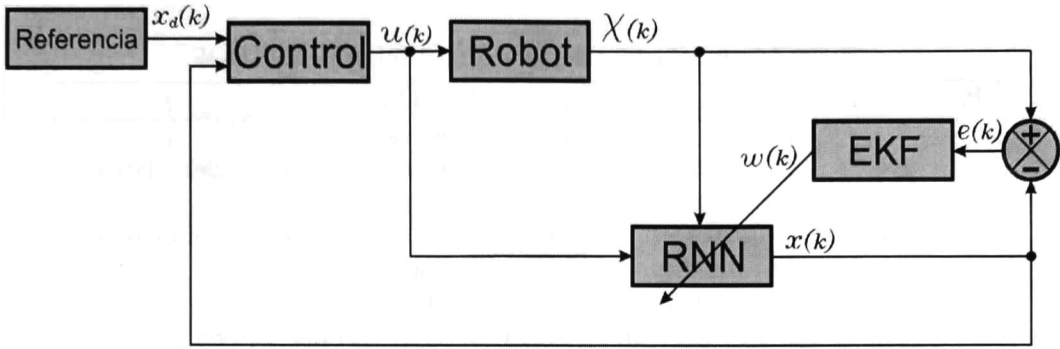 Referencia
x_d(k)
Control
u(k)
Robot
χ(k)
+
−
e(k)
EKF
w(k)
RNN
x(k)